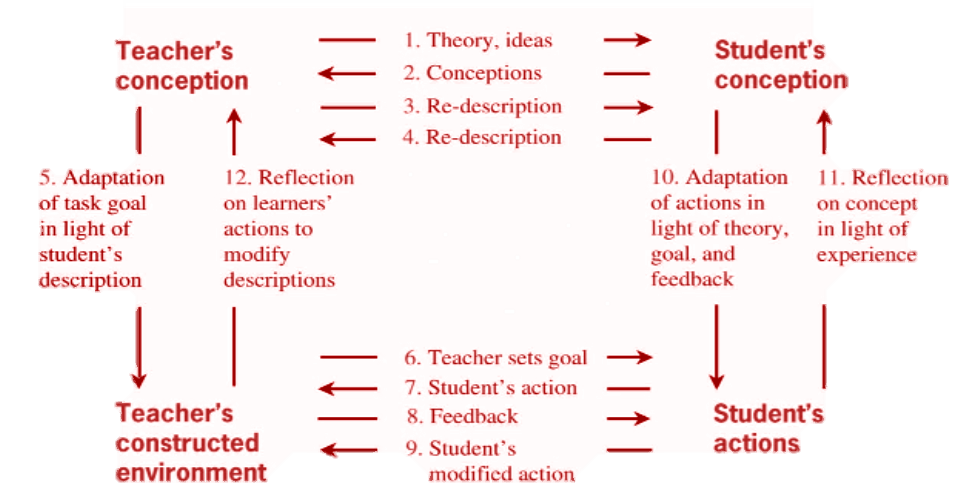 Teacher's
conception
1. Theory, ideas
2. Conceptions
3. Re-description
4. Re-description
Student's
conception
5. Adaptation
of task goal
in light of
student's
description
12. Reflection
on learners'
actions to
modify
descriptions
10. Adaptation
of actions in
light of theory,
goal, and
feedback
11. Reflection
on concept
in light of
experience
Teacher's
constructed
environment
6. Teacher sets goal
7. Student's action
8. Feedback
9. Student's
modified action
Student's
actions